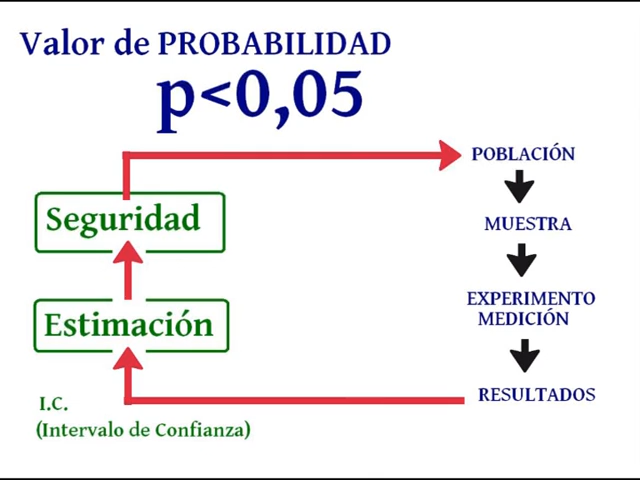 Valor de PROBABILIDAD
p<0,05
POBLACIÓN
MUESTRA
EXPERIMENTO
MEDICIÓN
RESULTADOS
Seguridad
Estimación
I.C.
(Intervalo de Confianza)